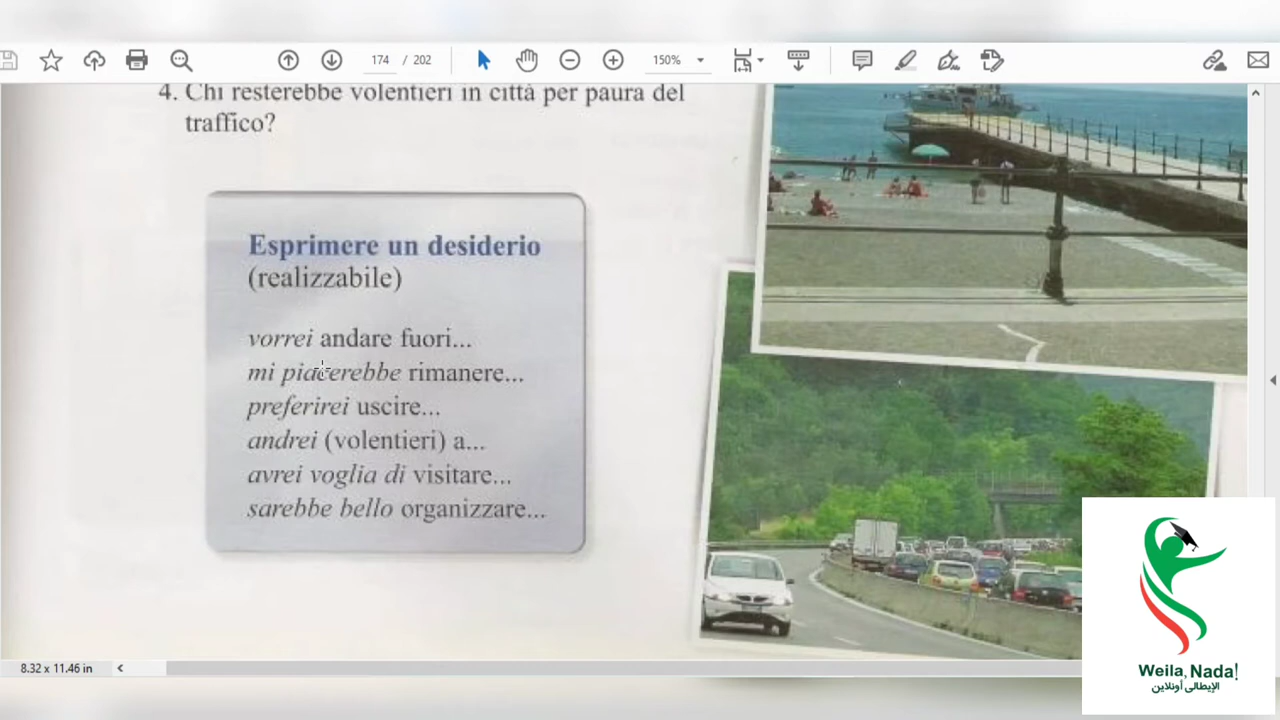 174 / 202
150%
4. Chi resterebbe volentieri in città per paura del
traffico?
Esprimere un desiderio
(realizzabile)
vorrei andare fuori...
mi piacerebbe rimanere...
preferirei uscire...
andrei (volentieri) a...
avrei voglia di visitare...
sarebbe bello organizzare...
8.32 x 11.46 in
Weila, Nada!
الإيطالى أونلاين